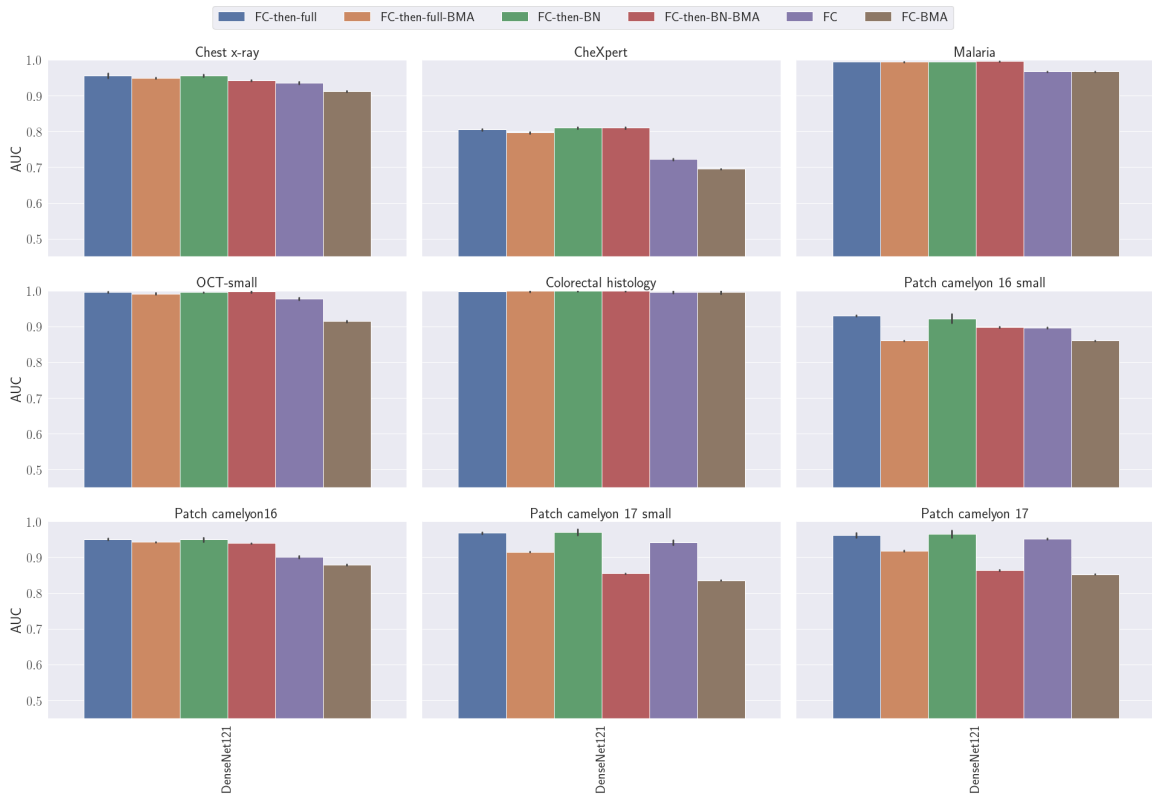 FC-then-full FC-then-full-BMA FC-then-BN FC-then-BN-BMA FC FC-BMA
Chest x-ray CheXpert Malaria
1.0
0.9
0.8
0.7
0.6
0.5
AUC
OCT-small Colorectal histology Patch camelyon 16 small
1.0
0.9
0.8
0.7
0.6
0.5
AUC
Patch camelyon16 Patch camelyon 17 small Patch camelyon 17
1.0
0.9
0.8
0.7
0.6
0.5
AUC
DenseNet121 DenseNet121 DenseNet121